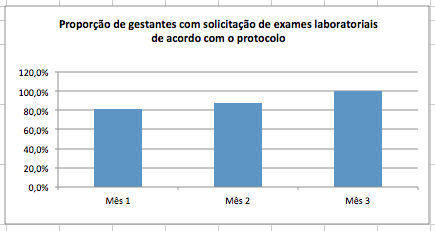 Proporção de gestantes com solicitação de exames laboratoriais
de acordo com o protocolo
120,0%
100,0%
80,0%
60,0%
40,0%
20,0%
0,0%
Mês 1 Mês 2 Mês 3